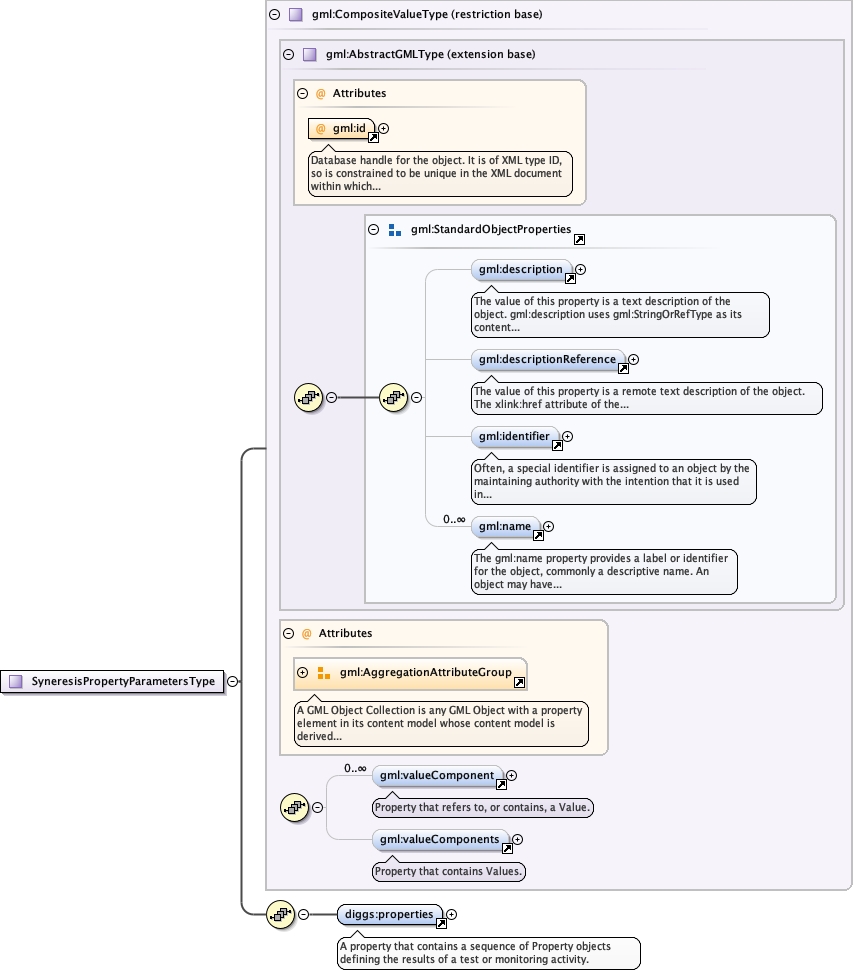 gml:CompositeValueType (restriction base)
gml:AbstractGMLType (extension base)
@ Attributes
@ gml:id
Database handle for the object. It is of XML type ID,
so is constrained to be unique in the XML document
within which...
gml:StandardObjectProperties
gml:description
The value of this property is a text description of the
object. gml:description uses gml:StringOrRefType as its
content...
gml:descriptionReference
The value of this property is a remote text description of the object.
The xlink:href attribute of the...
gml:identifier
Often, a special identifier is assigned to an object by the
maintaining authority with the intention that it is used
in...
0..∞
gml:name
The gml:name property provides a label or identifier
for the object, commonly a descriptive name. An
object may have...
@ Attributes
gml:AggregationAttributeGroup
A GML Object Collection is any GML Object with a property
element in its content model whose content model is
derived...
SyneresisPropertyParametersType
0..∞
gml:valueComponent
Property that refers to, or contains, a Value.
gml:valueComponents
Property that contains Values.
diggs:properties
A property that contains a sequence of Property objects
defining the results of a test or monitoring activity.